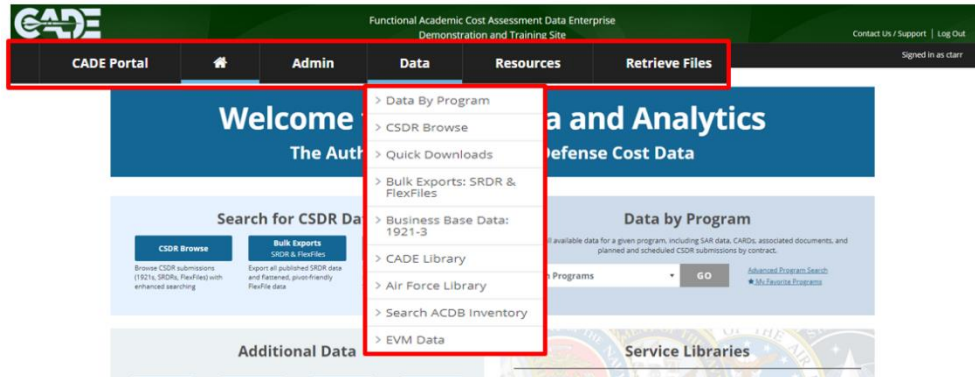 CADE
Functional Academic Cost Assessment Data Enterprise
Demonstration and Training Site
Contact Us / Support | Log Out
Signed in as ctarr
CADE Portal Admin Data Resources Retrieve Files
> Data By Program
> CSDR Browse
> Quick Downloads
> Bulk Exports: SRDR &
FlexFiles
> Business Base Data:
1921-3
> CADE Library
> Air Force Library
> Search ACDB Inventory
> EVM Data
Welcome a and Analytics
The Auth Defense Cost Data
Search for CSDR Da
CSDR Browse
Browse CSDR submissions
(1921s, SRDRs, FlexFiles) with
enhanced searching
Bulk Exports
SRDR & FlexFiles
Export all published SRDR data
and flattened, pivot-friendly
FlexFile data
Data by Program
all available data for a given program, including SAR data, CARDs, associated documents, and
planned and scheduled CSDR submissions by contract.
Programs GO
Advanced Program Search
★ My Favorite Programs
Additional Data
Service Libraries